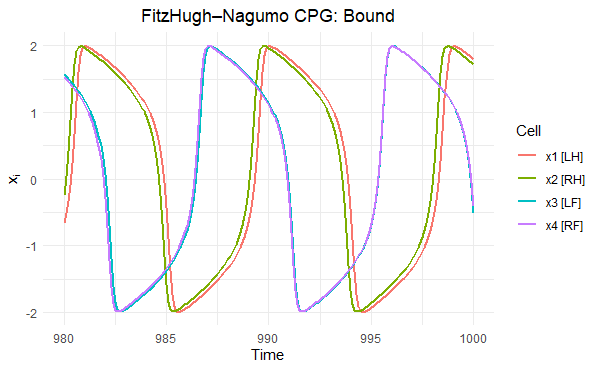 FitzHugh–Nagumo CPG: Bound
2
1
0
-1
-2
xᵢ
980
985
990
995
1000
Time
Cell
x1 [LH]
x2 [RH]
x3 [LF]
x4 [RF]